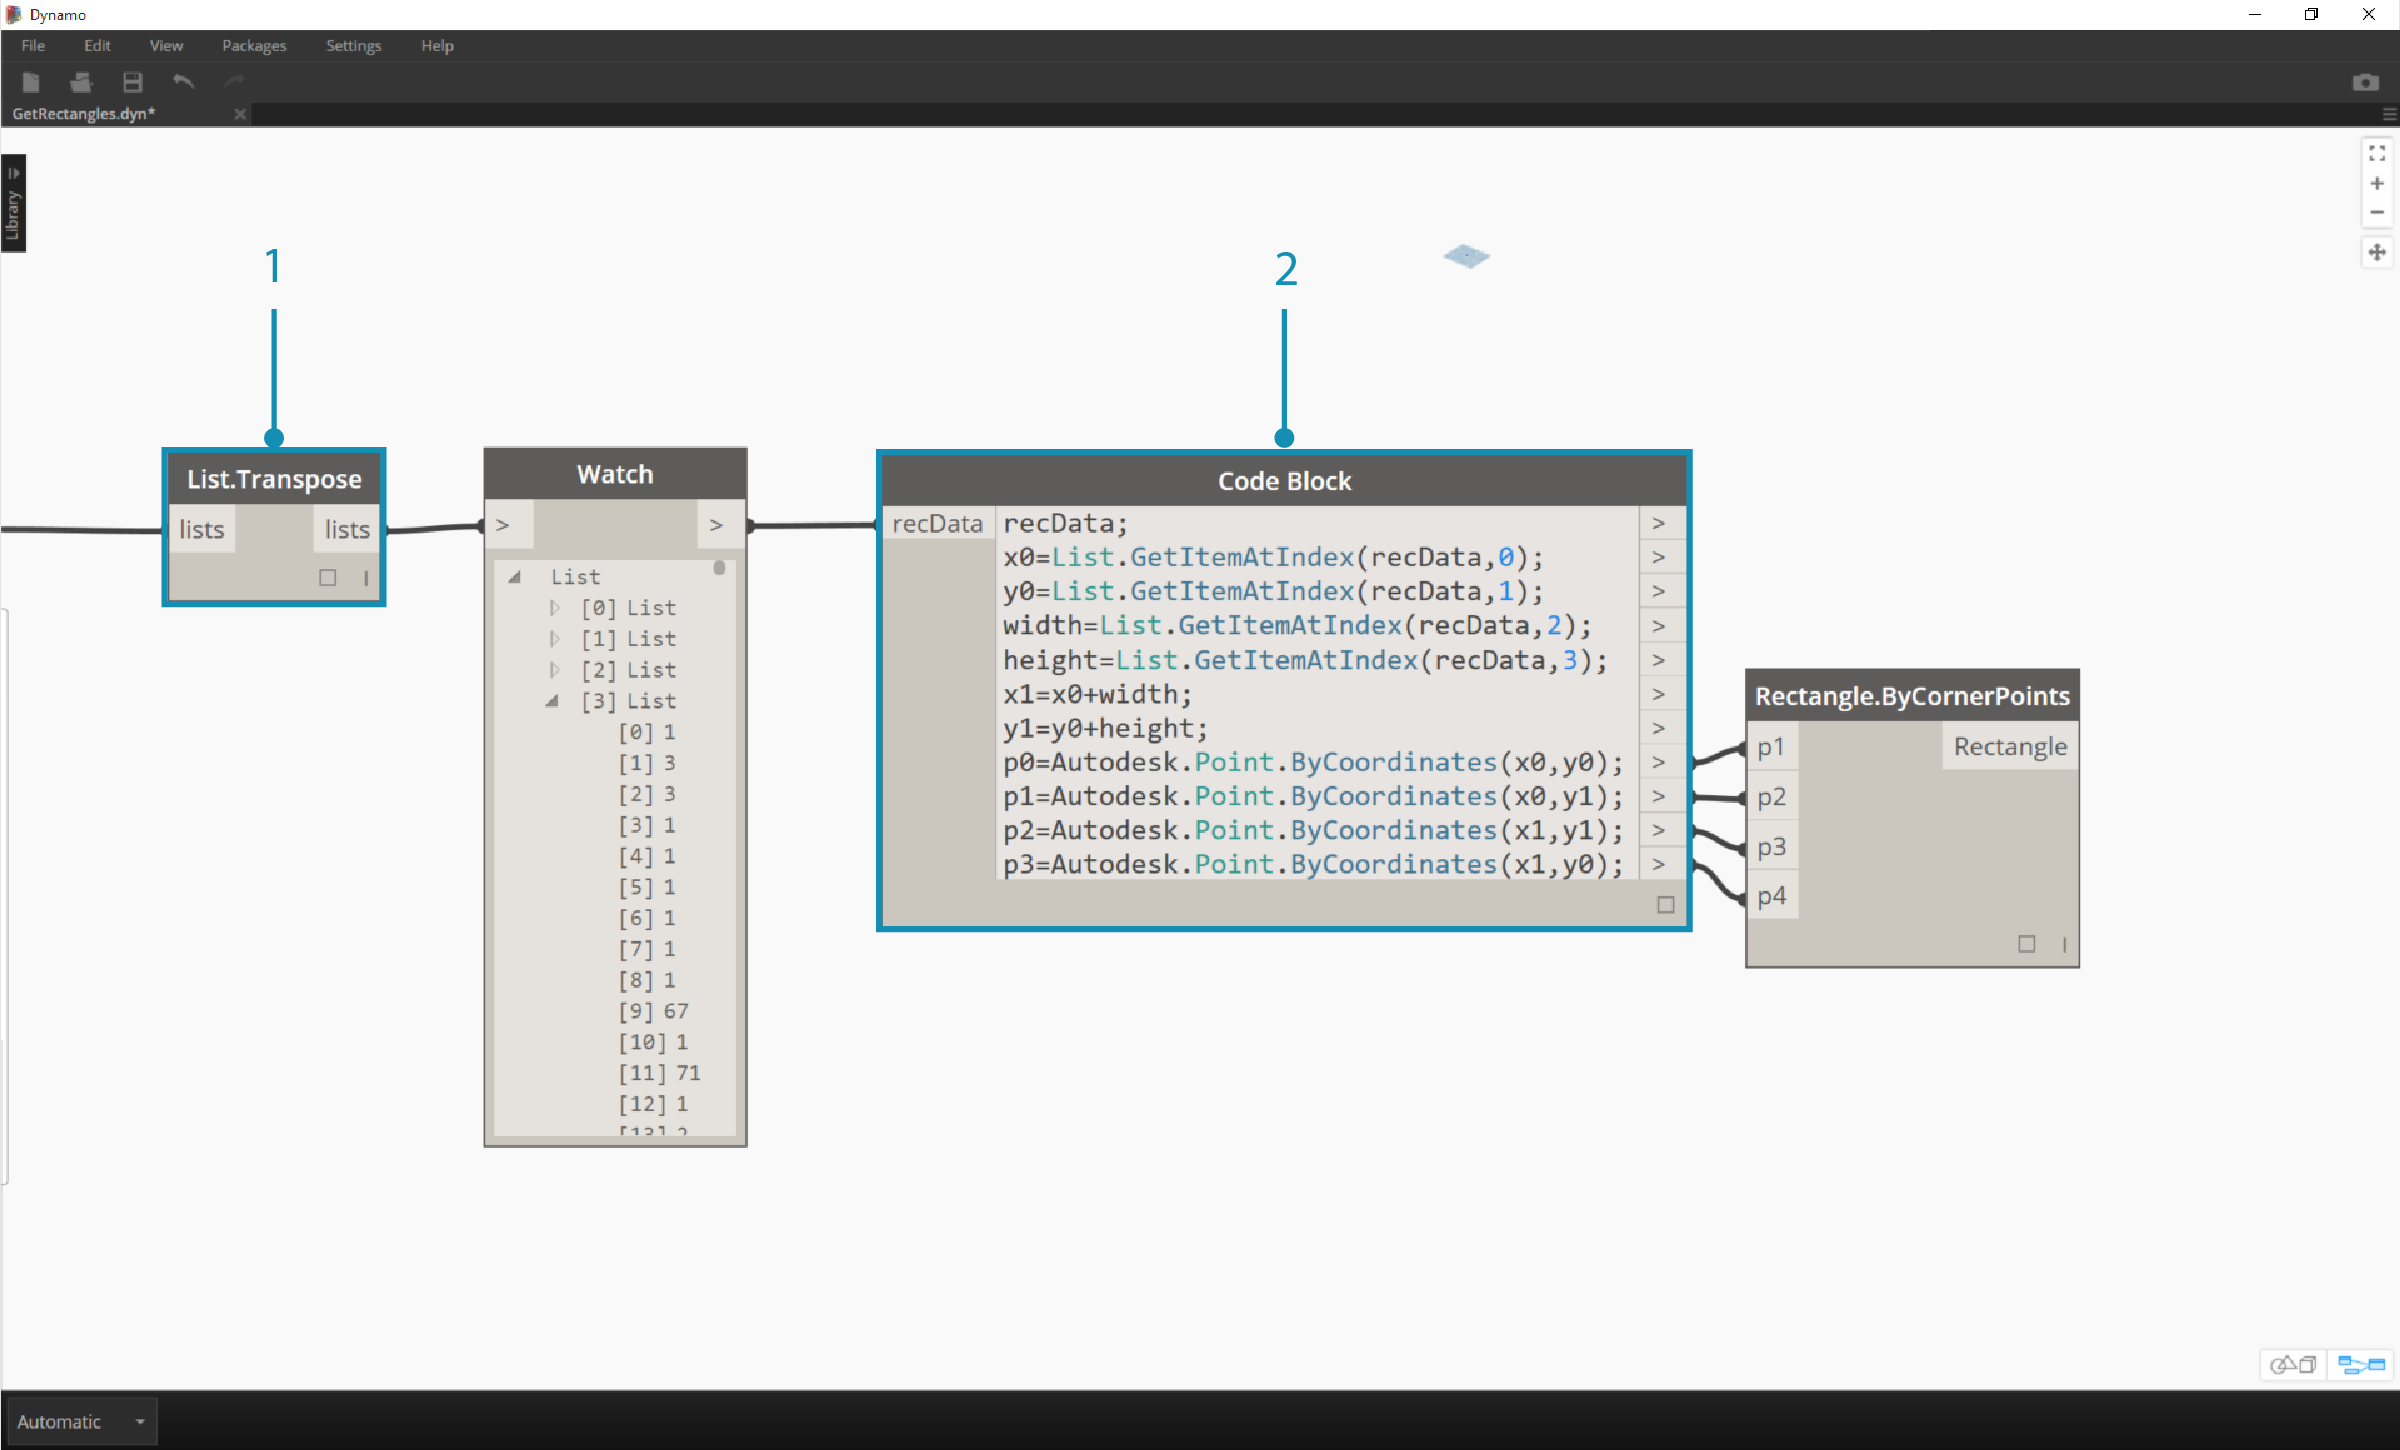 Dynamo
File Edit View Packages Settings Help
GetRectangles.dyn*
Library
1
2
List.Transpose
lists lists
Watch
> >
List
[0] List
[1] List
[2] List
[3] List
[0] 1
[1] 3
[2] 3
[3] 1
[4] 1
[5] 1
[6] 1
[7] 1
[8] 1
[9] 67
[10] 1
[11] 71
[12] 1
[13] 2
Code Block
recData recData; >
x0=List.GetItemAtIndex(recData,0); >
y0=List.GetItemAtIndex(recData,1); >
width=List.GetItemAtIndex(recData,2); >
height=List.GetItemAtIndex(recData,3); >
x1=x0+width; >
y1=y0+height; >
p0=Autodesk.Point.ByCoordinates(x0,y0); >
p1=Autodesk.Point.ByCoordinates(x0,y1); >
p2=Autodesk.Point.ByCoordinates(x1,y1); >
p3=Autodesk.Point.ByCoordinates(x1,y0); >
Rectangle.ByCornerPoints
p1 Rectangle
p2
p3
p4
Automatic